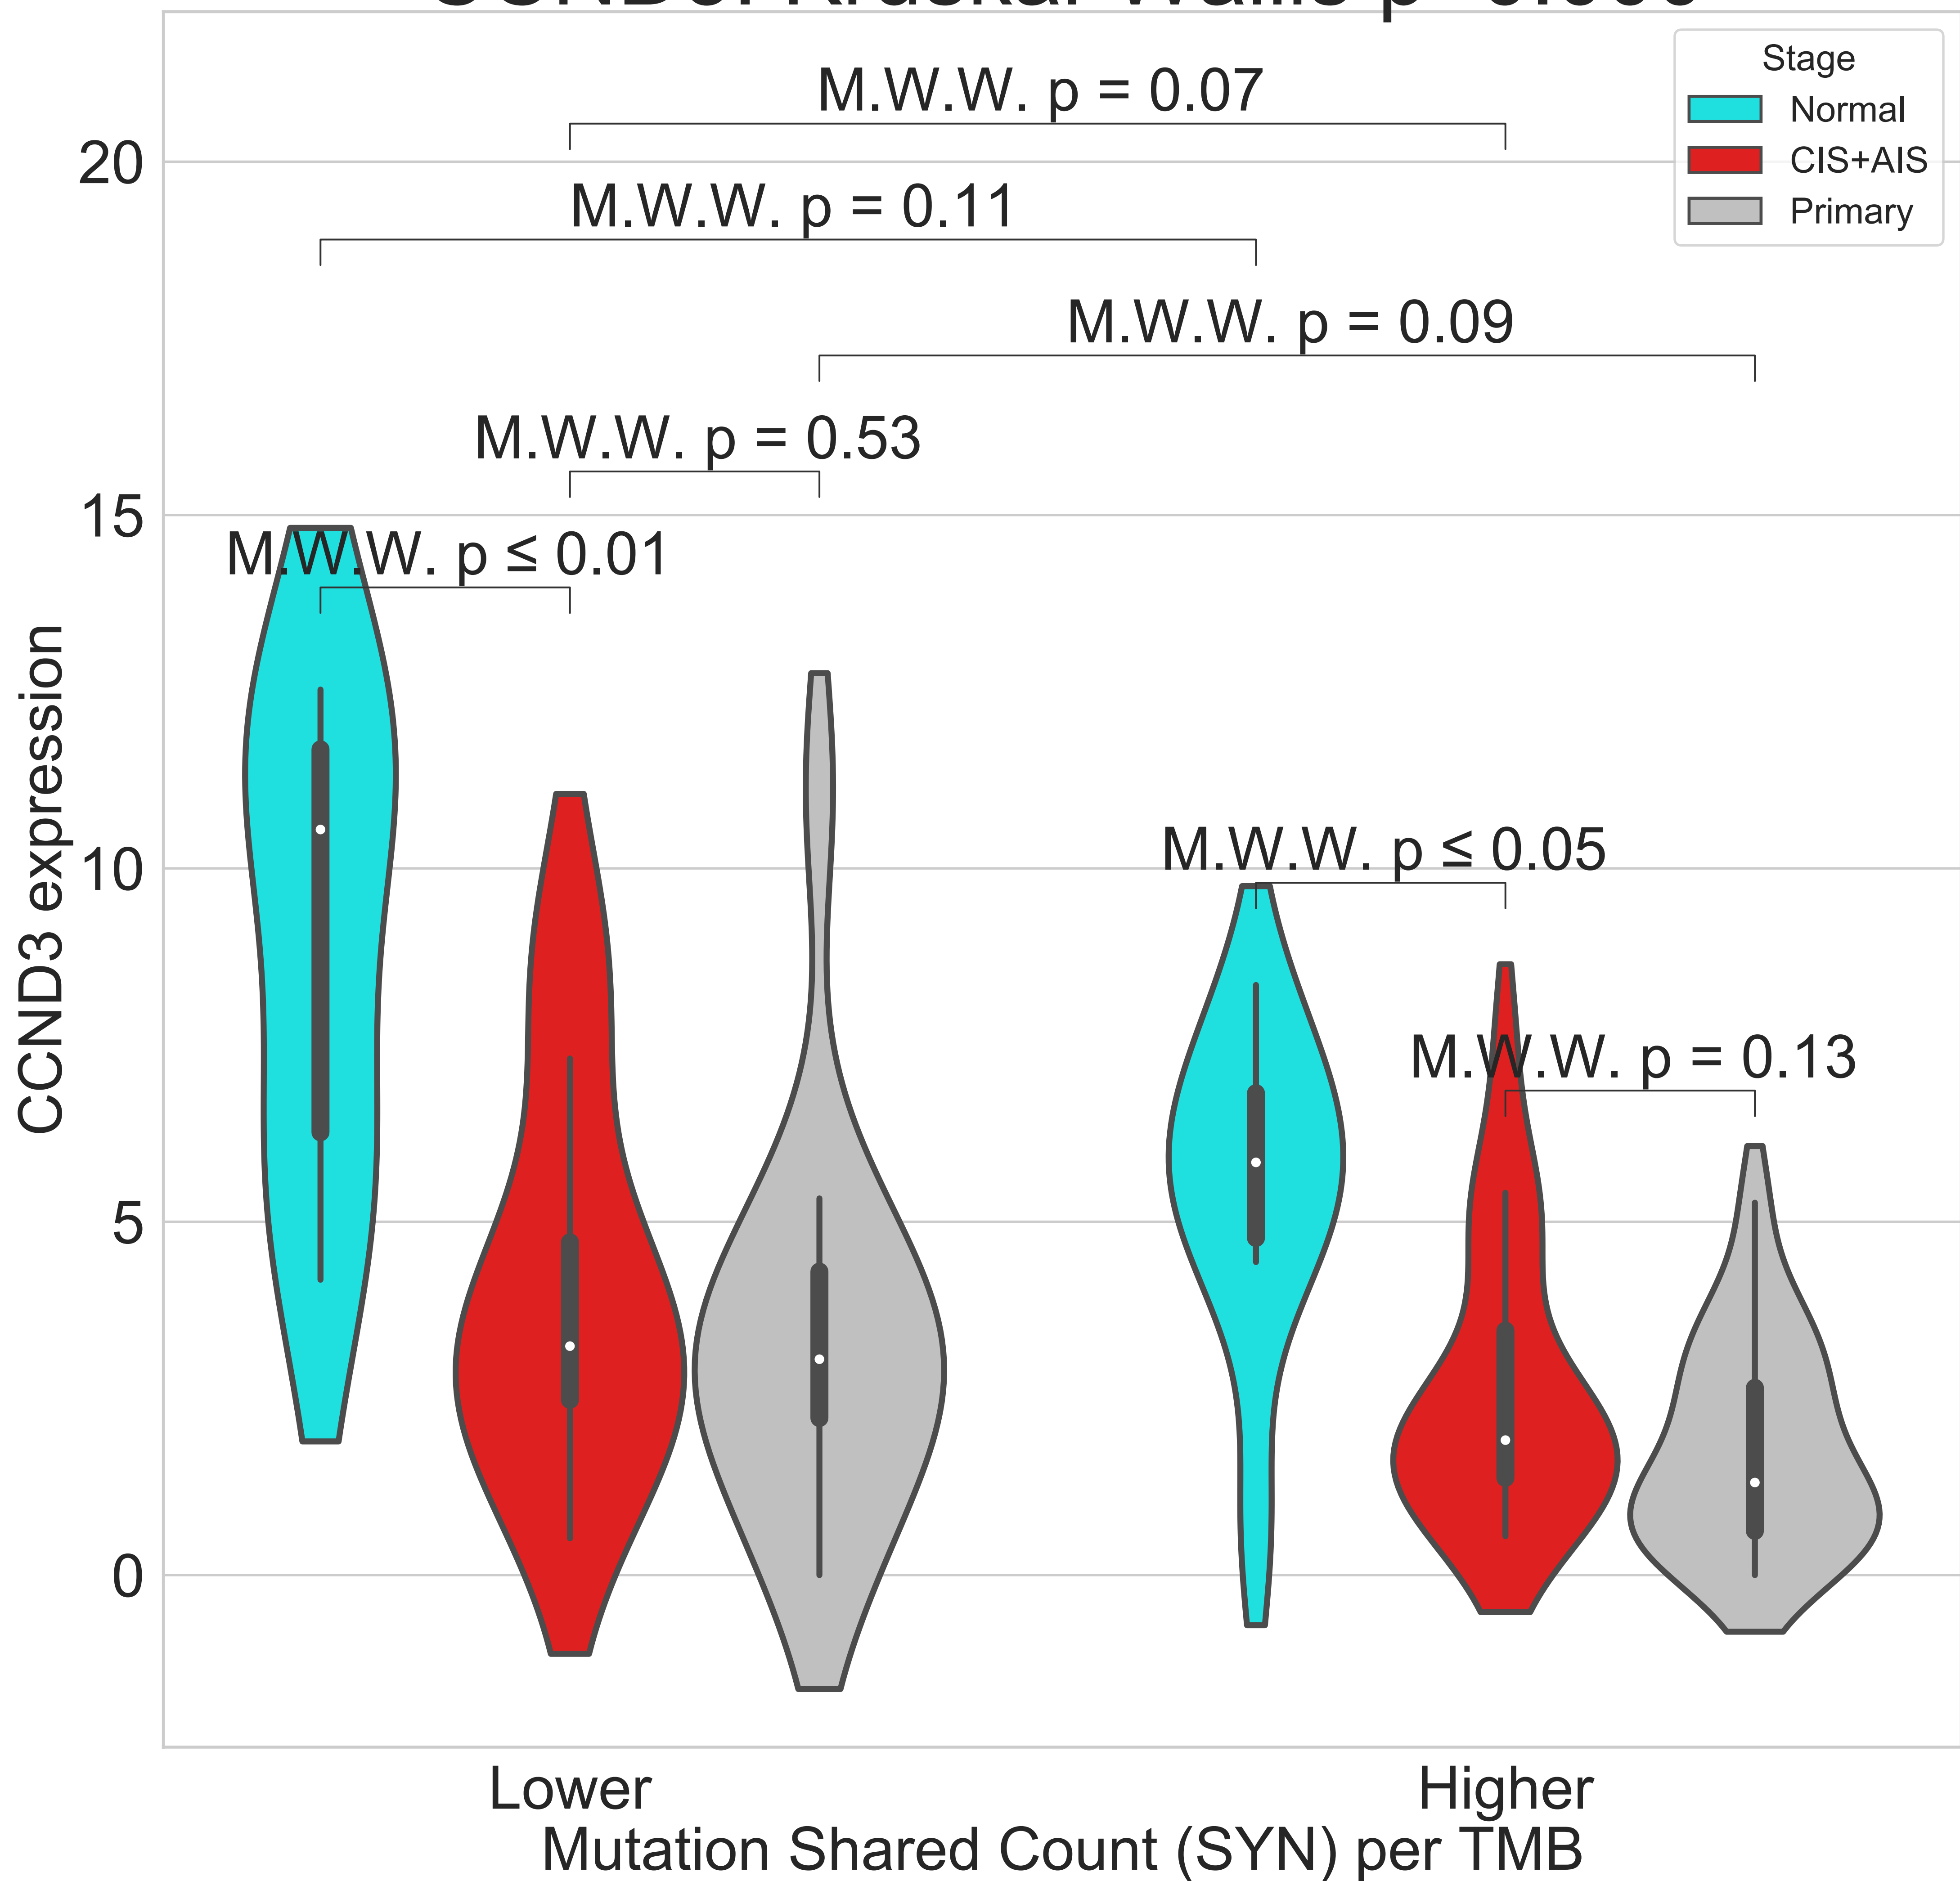 Stage
Normal
CIS+AIS
Primary
M.W.W. p = 0.07
M.W.W. p = 0.11
M.W.W. p = 0.09
M.W.W. p = 0.53
M.W.W. p ≤ 0.01
M.W.W. p ≤ 0.05
M.W.W. p = 0.13
20
15
10
5
0
CCND3 expression
Lower
Higher
Mutation Shared Count (SYN) per TMB